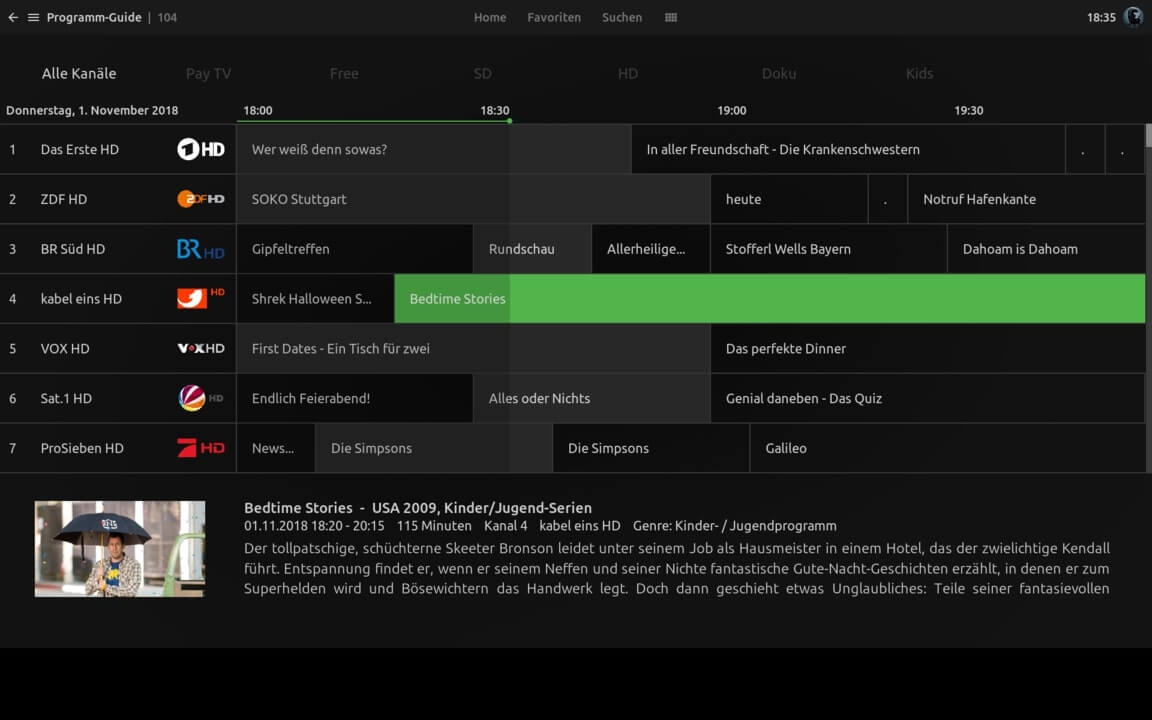 Programm-Guide | 104 Home Favoriten Suchen 18:35
Alle Kanäle Pay TV Free SD HD Doku Kids
Donnerstag, 1. November 2018 18:00 18:30 19:00 19:30
1 Das Erste HD 1 HD Wer weiß denn sowas? In aller Freundschaft - Die Krankenschwestern . .
2 ZDF HD 2DFHD SOKO Stuttgart heute . Notruf Hafenkante
3 BR Süd HD BR HD Gipfeltreffen Rundschau Allerheilige... Stofferl Wells Bayern Dahoam is Dahoam
4 kabel eins HD HD Shrek Halloween S... Bedtime Stories
5 VOX HD VOXHD First Dates - Ein Tisch für zwei Das perfekte Dinner
6 Sat.1 HD HD Endlich Feierabend! Alles oder Nichts Genial daneben - Das Quiz
7 ProSieben HD HD News... Die Simpsons Die Simpsons Galileo
Bedtime Stories - USA 2009, Kinder/Jugend-Serien
01.11.2018 18:20 - 20:15 115 Minuten Kanal 4 kabel eins HD Genre: Kinder- / Jugendprogramm
Der tollpatschige, schüchterne Skeeter Bronson leidet unter seinem Job als Hausmeister in einem Hotel, das der zwielichtige Kendall
führt. Entspannung findet er, wenn er seinem Neffen und seiner Nichte fantastische Gute-Nacht-Geschichten erzählt, in denen er zum
Superhelden wird und Bösewichtern das Handwerk legt. Doch dann geschieht etwas Unglaubliches: Teile seiner fantasievollen